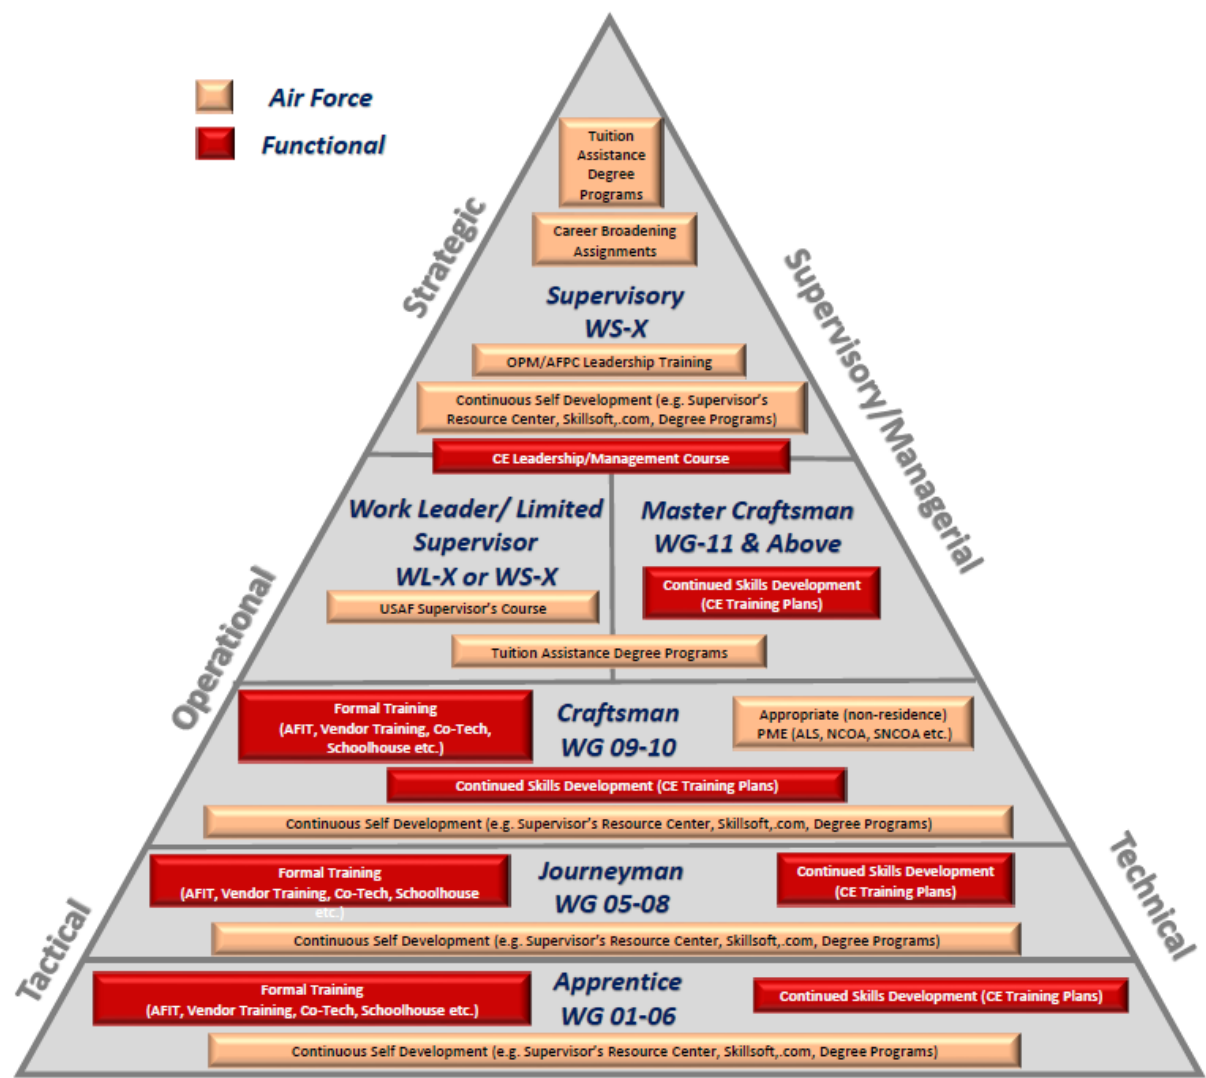 Air Force
Functional
Strategic
Operational
Tactical
Supervisory/Managerial
Technical
Tuition
Assistance
Degree
Programs
Career Broadening
Assignments
Supervisory
WS-X
OPM/AFPC Leadership Training
Continuous Self Development (e.g. Supervisor's
Resource Center, Skillsoft,.com, Degree Programs)
CE Leadership/Management Course
Work Leader/ Limited
Supervisor
WL-X or WS-X
USAF Supervisor's Course
Master Craftsman
WG-11 & Above
Continued Skills Development
(CE Training Plans)
Tuition Assistance Degree Programs
Formal Training
(AFIT, Vendor Training, Co-Tech,
Schoolhouse etc.)
Craftsman
WG 09-10
Appropriate (non-residence)
PME (ALS, NCOA, SNCOA etc.)
Continued Skills Development (CE Training Plans)
Continuous Self Development (e.g. Supervisor's Resource Center, Skillsoft,.com, Degree Programs)
Formal Training
(AFIT, Vendor Training, Co-Tech, Schoolhouse
etc.)
Journeyman
WG 05-08
Continued Skills Development
(CE Training Plans)
Continuous Self Development (e.g. Supervisor's Resource Center, Skillsoft,.com, Degree Programs)
Formal Training
(AFIT, Vendor Training, Co-Tech, Schoolhouse etc.)
Apprentice
WG 01-06
Continued Skills Development (CE Training Plans)
Continuous Self Development (e.g. Supervisor's Resource Center, Skillsoft,.com, Degree Programs)